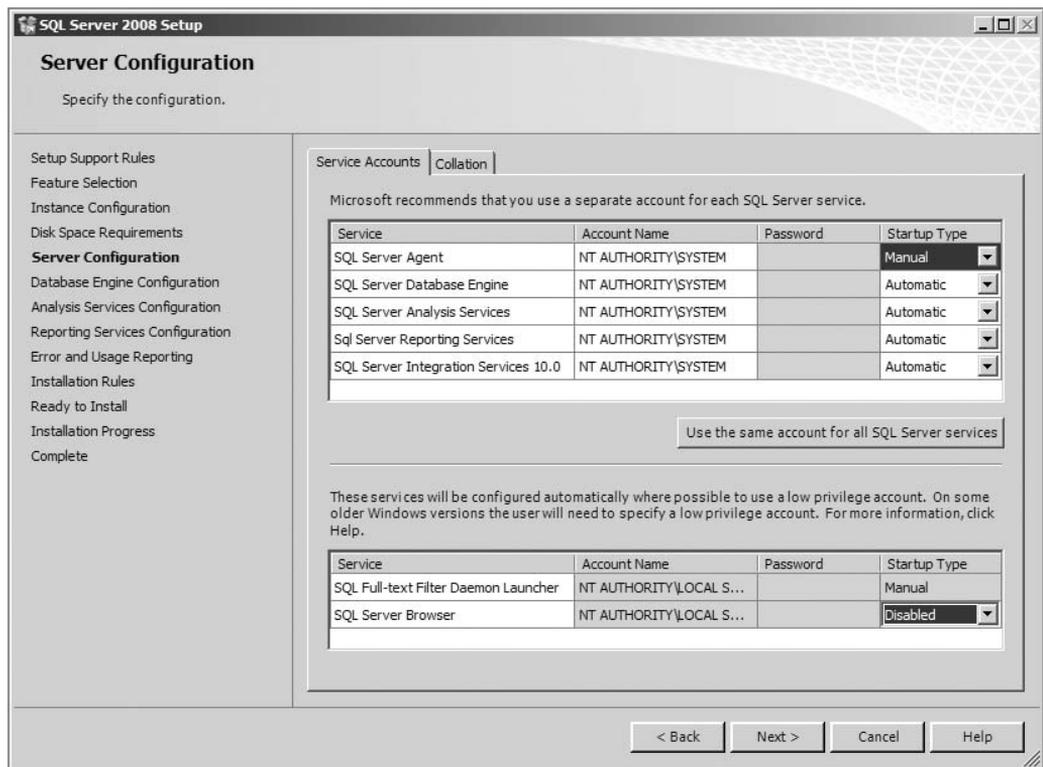 SQL Server 2008 Setup
Server Configuration
Specify the configuration.
Setup Support Rules
Feature Selection
Instance Configuration
Disk Space Requirements
Server Configuration
Database Engine Configuration
Analysis Services Configuration
Reporting Services Configuration
Error and Usage Reporting
Installation Rules
Ready to Install
Installation Progress
Complete
Service Accounts Collation
Microsoft recommends that you use a separate account for each SQL Server service.
Service Account Name Password Startup Type
SQL Server Agent NT AUTHORITY\SYSTEM Manual
SQL Server Database Engine NT AUTHORITY\SYSTEM Automatic
SQL Server Analysis Services NT AUTHORITY\SYSTEM Automatic
Sql Server Reporting Services NT AUTHORITY\SYSTEM Automatic
SQL Server Integration Services 10.0 NT AUTHORITY\SYSTEM Automatic
Use the same account for all SQL Server services
These services will be configured automatically where possible to use a low privilege account. On some
older Windows versions the user will need to specify a low privilege account. For more information, click
Help.
Service Account Name Password Startup Type
SQL Full-text Filter Daemon Launcher NT AUTHORITY\LOCAL S... Manual
SQL Server Browser NT AUTHORITY\LOCAL S... Disabled
< Back Next > Cancel Help